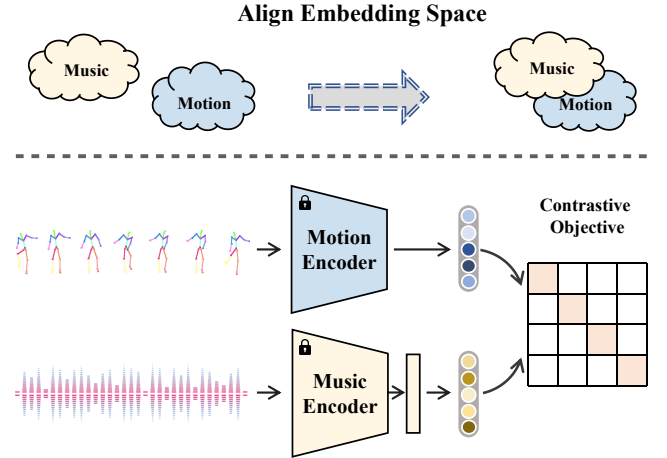 Align Embedding Space
Music
Motion
Music
Motion
Motion
Encoder
Contrastive
Objective
Music
Encoder